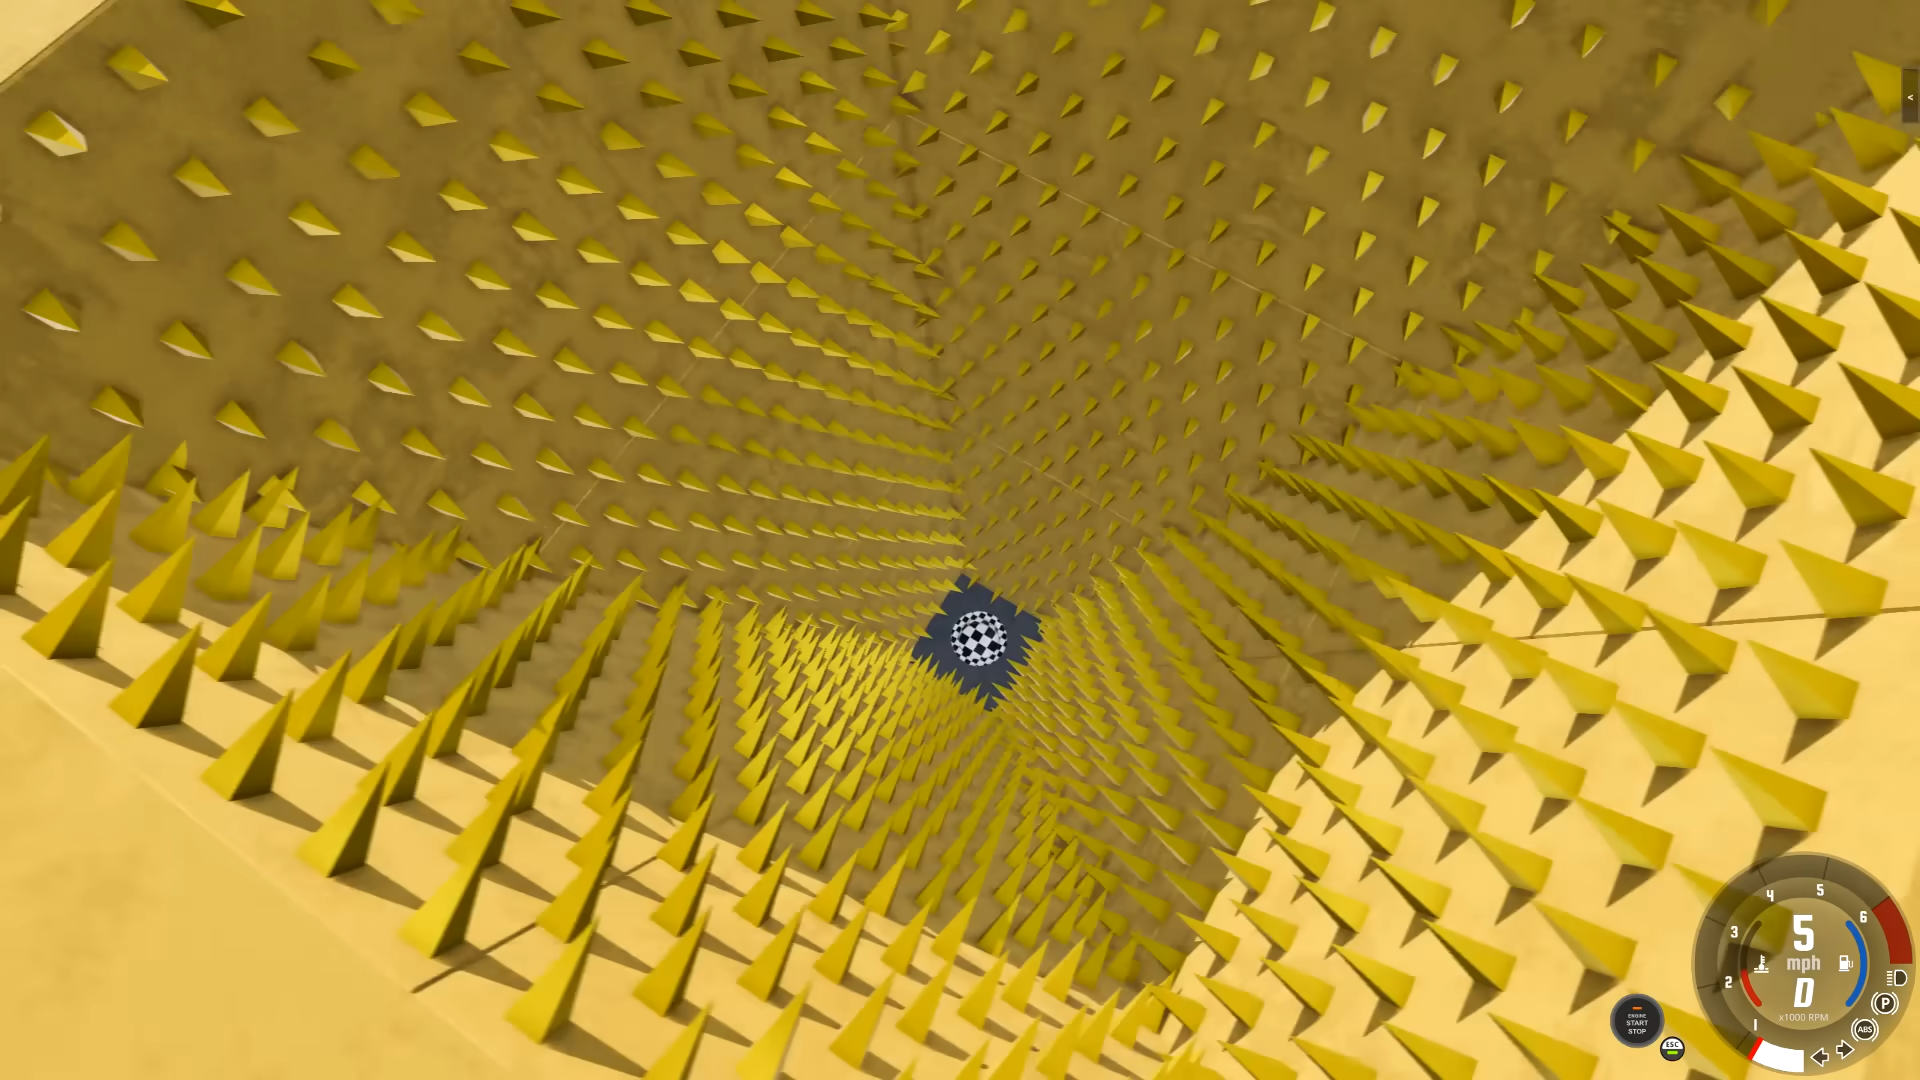 <
4 5
3 6
5
mph
2
D
x1000 RPM
1
ENGINE
START
STOP
ESC
P
ABS